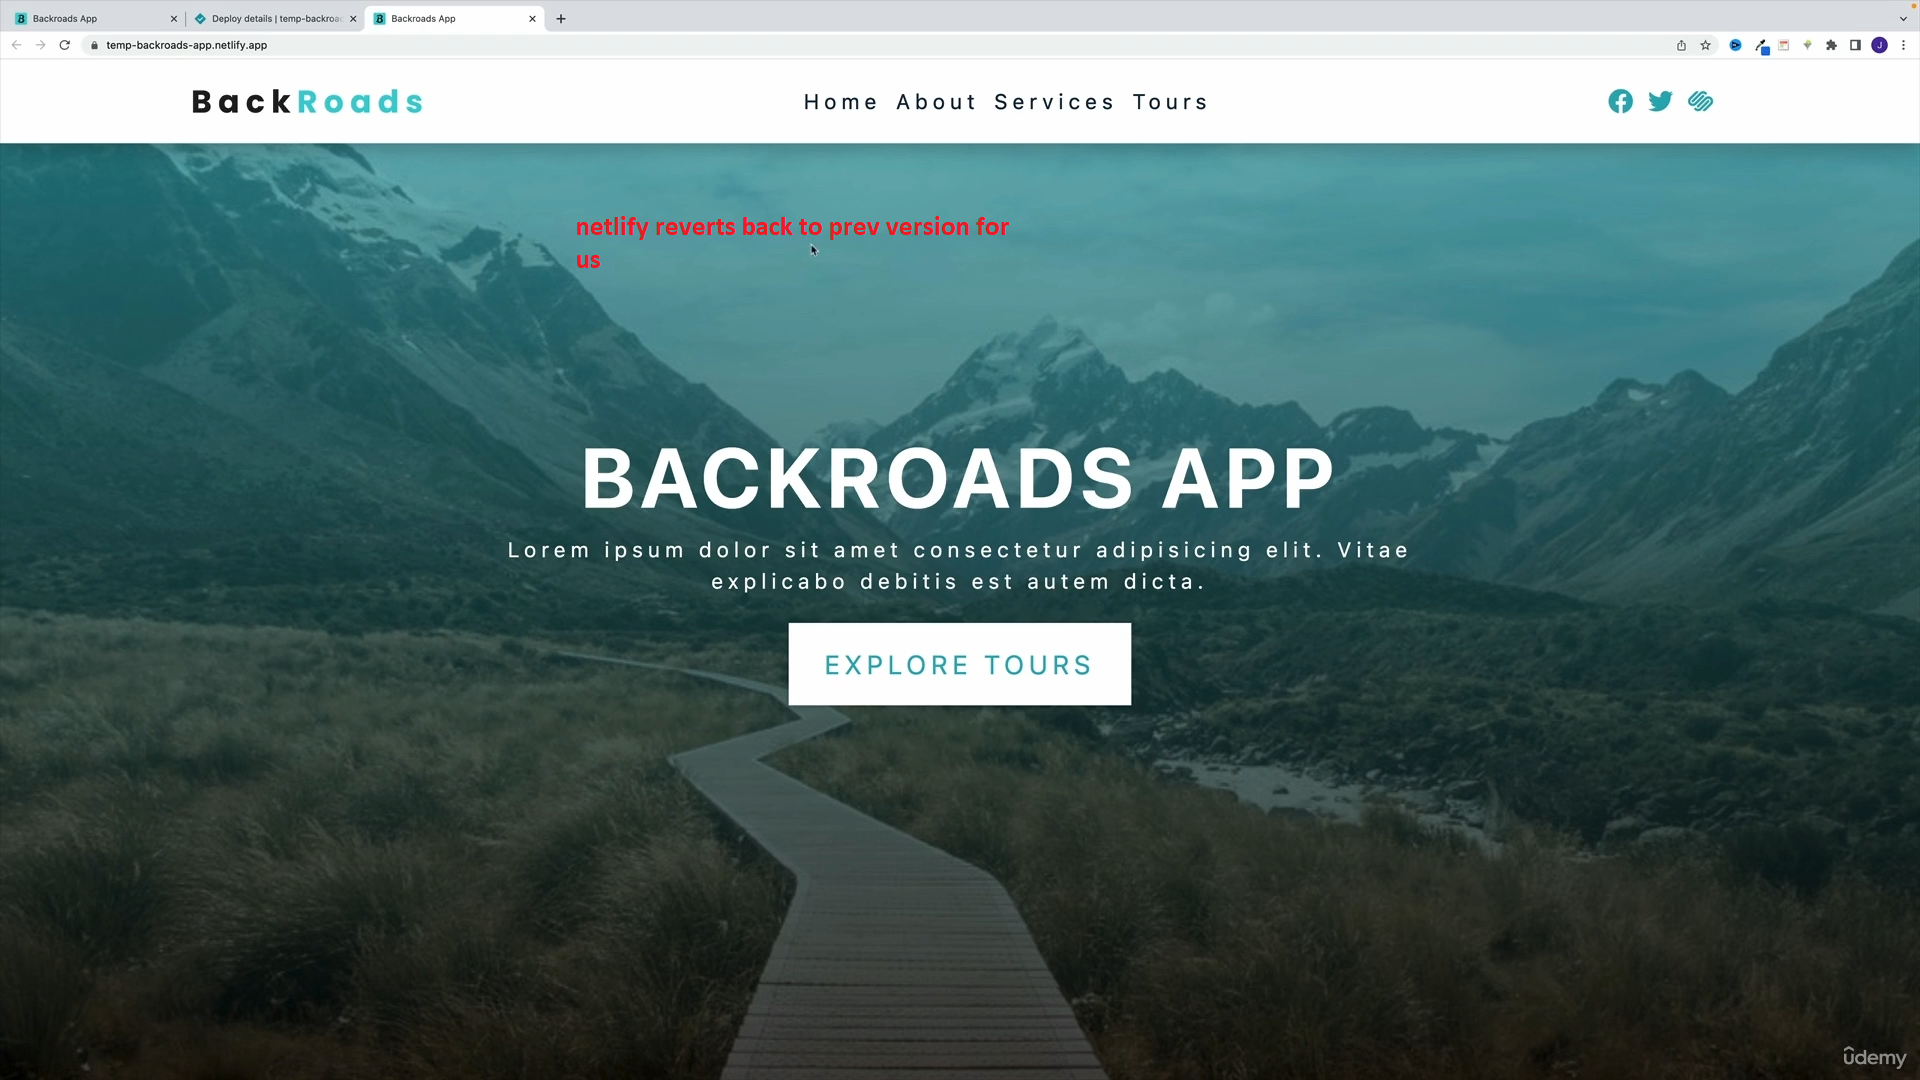 Backroads App
Deploy details | temp-backroa
Backroads App
temp-backroads-app.netlify.app
J
BackRoads
Home About Services Tours
netlify reverts back to prev version for
us
BACKROADS APP
Lorem ipsum dolor sit amet consectetur adipisicing elit. Vitae
explicabo debitis est autem dicta.
EXPLORE TOURS
ûdemy